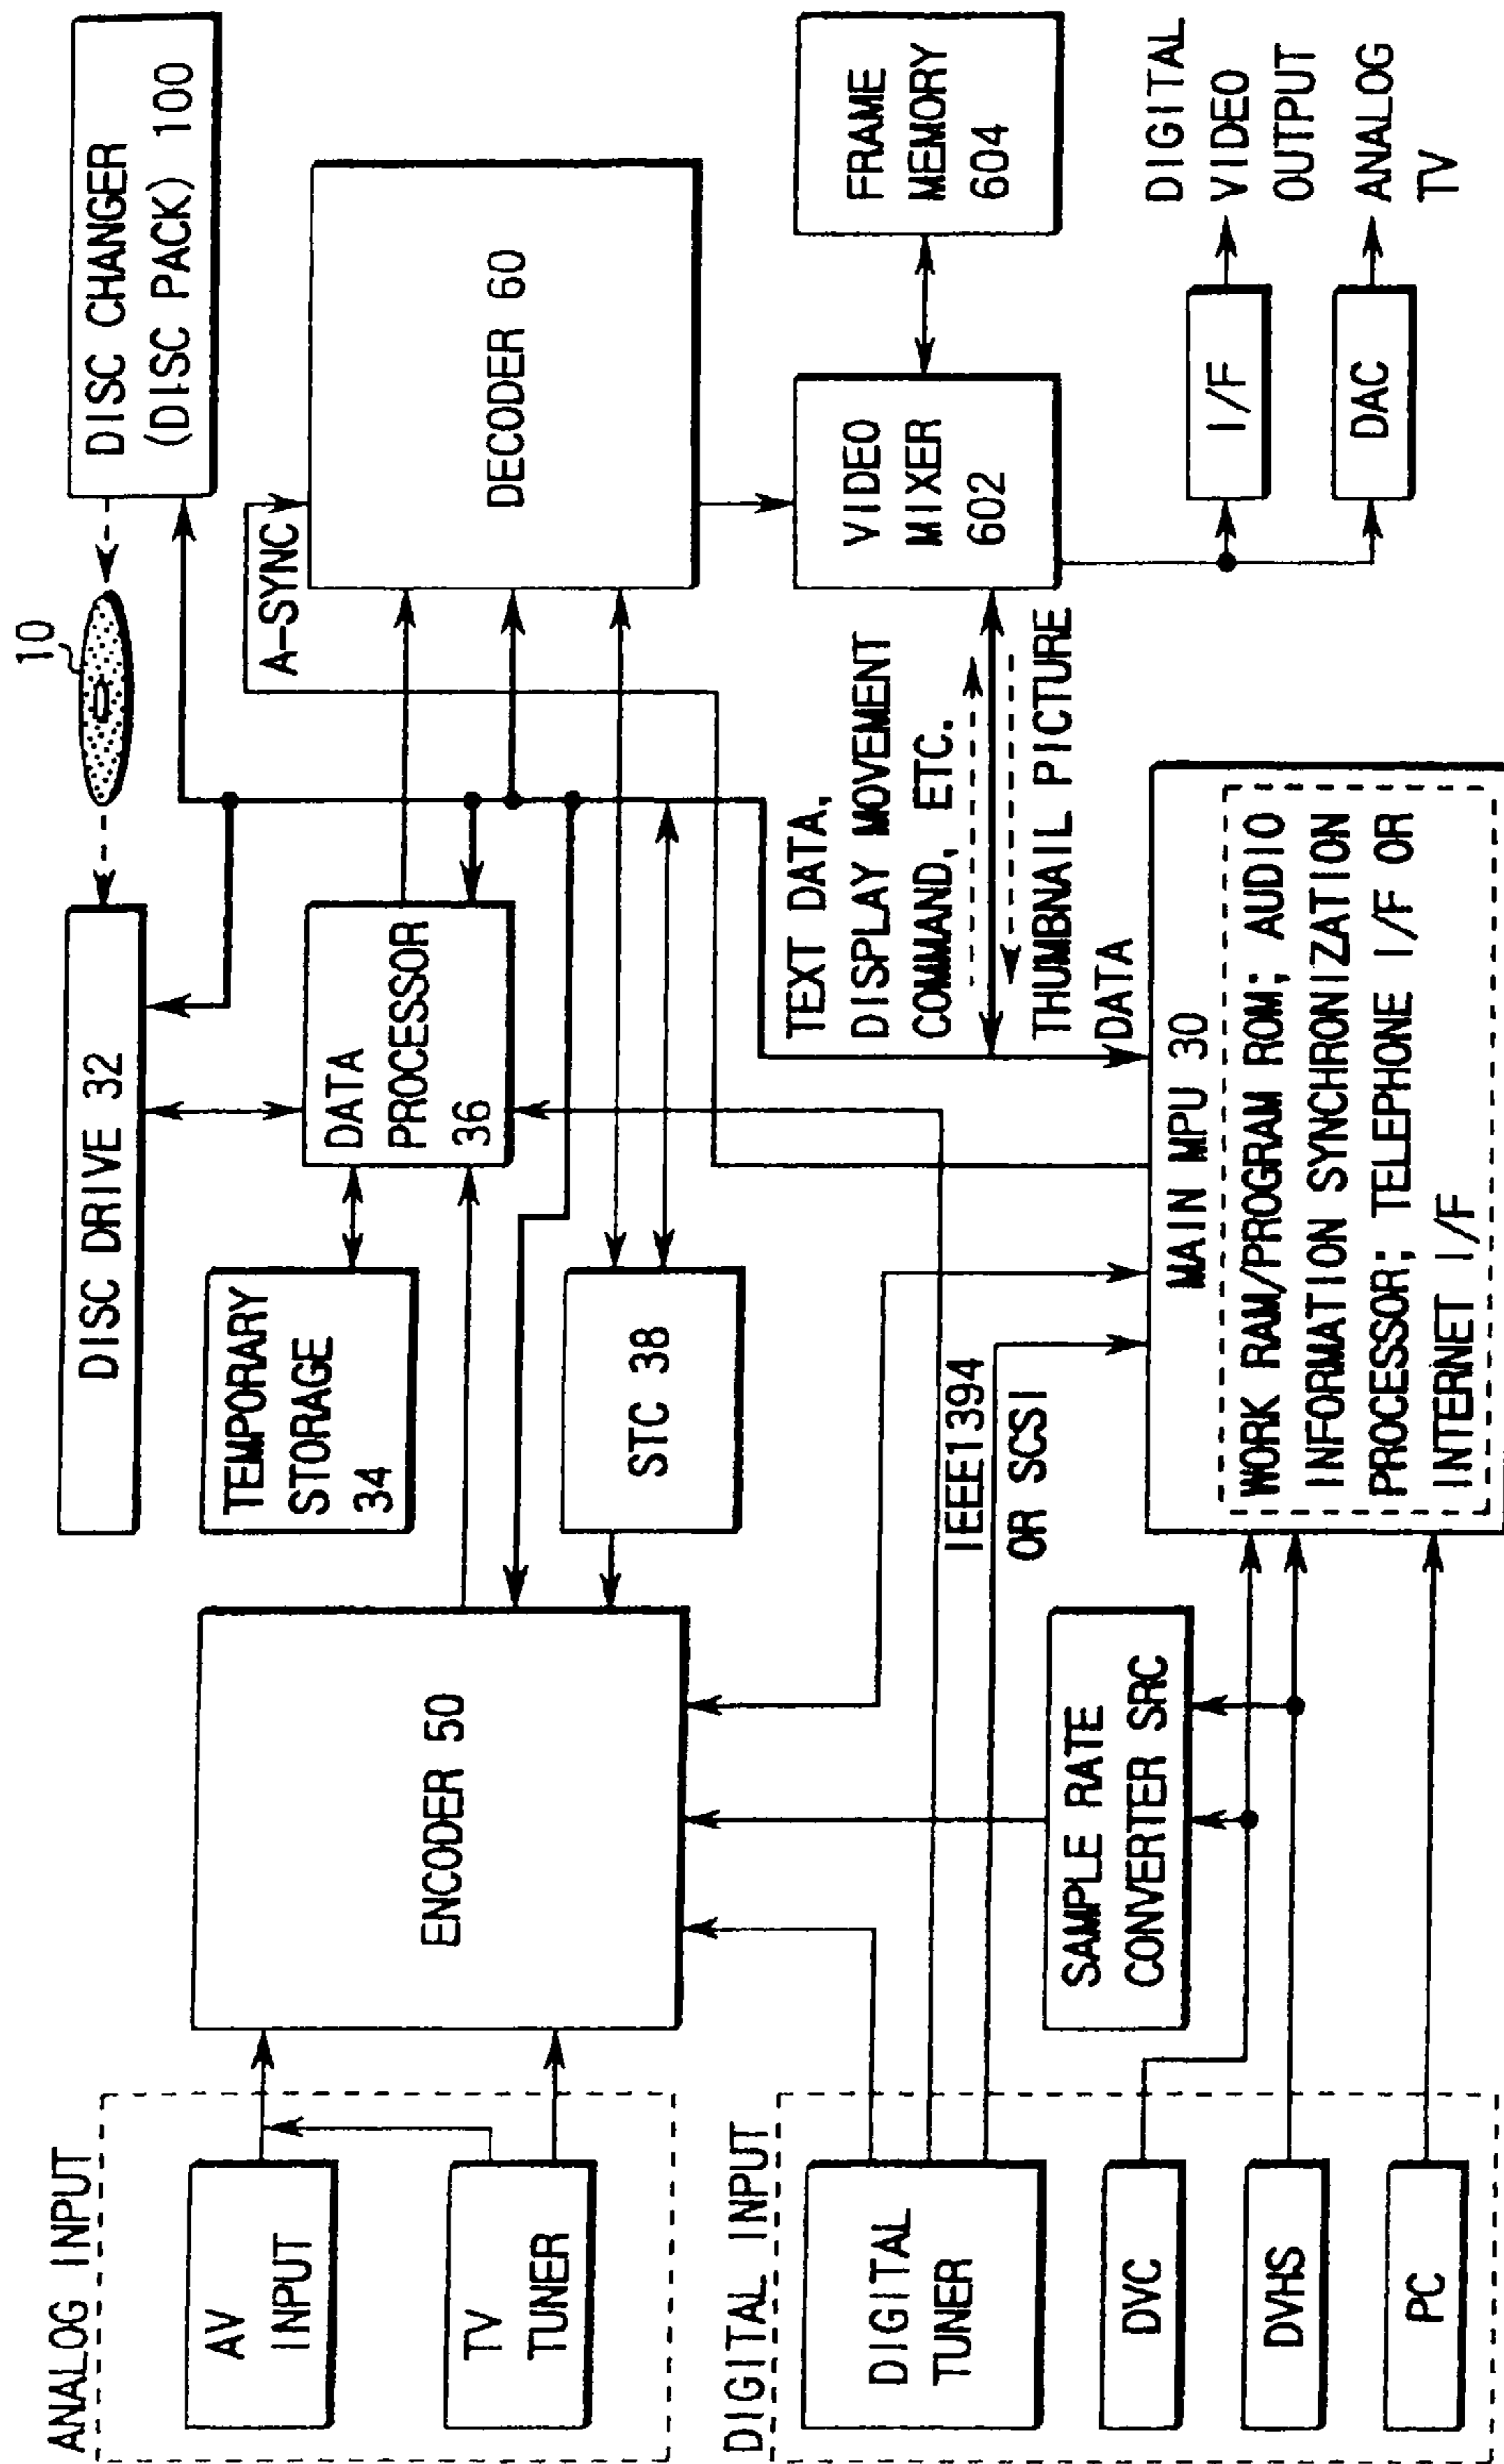 ANALOG INPUT
AV
INPUT
TV
TUNER
DIGITAL INPUT
DIGITAL
TUNER
DVC
DVHS
PC
ENCODER 50
SAMPLE RATE
CONVERTER SRC
IEEE1394
OR SCSI
DISC DRIVE 32
TEMPORARY
STORAGE
34
DATA
PROCESSOR
36
STC 38
10
DISC CHANGER
(DISC PACK) 100
A-SYNC
DECODER 60
TEXT DATA,
DISPLAY MOVEMENT
COMMAND, ETC.
THUMBNAIL PICTURE
DATA
VIDEO
MIXER
602
FRAME
MEMORY
604
I/F
DAC
DIGITAL
VIDEO
OUTPUT
ANALOG
TV
MAIN MPU 30
WORK RAM/PROGRAM ROM; AUDIO
INFORMATION SYNCHRONIZATION
PROCESSOR; TELEPHONE I/F OR
INTERNET I/F